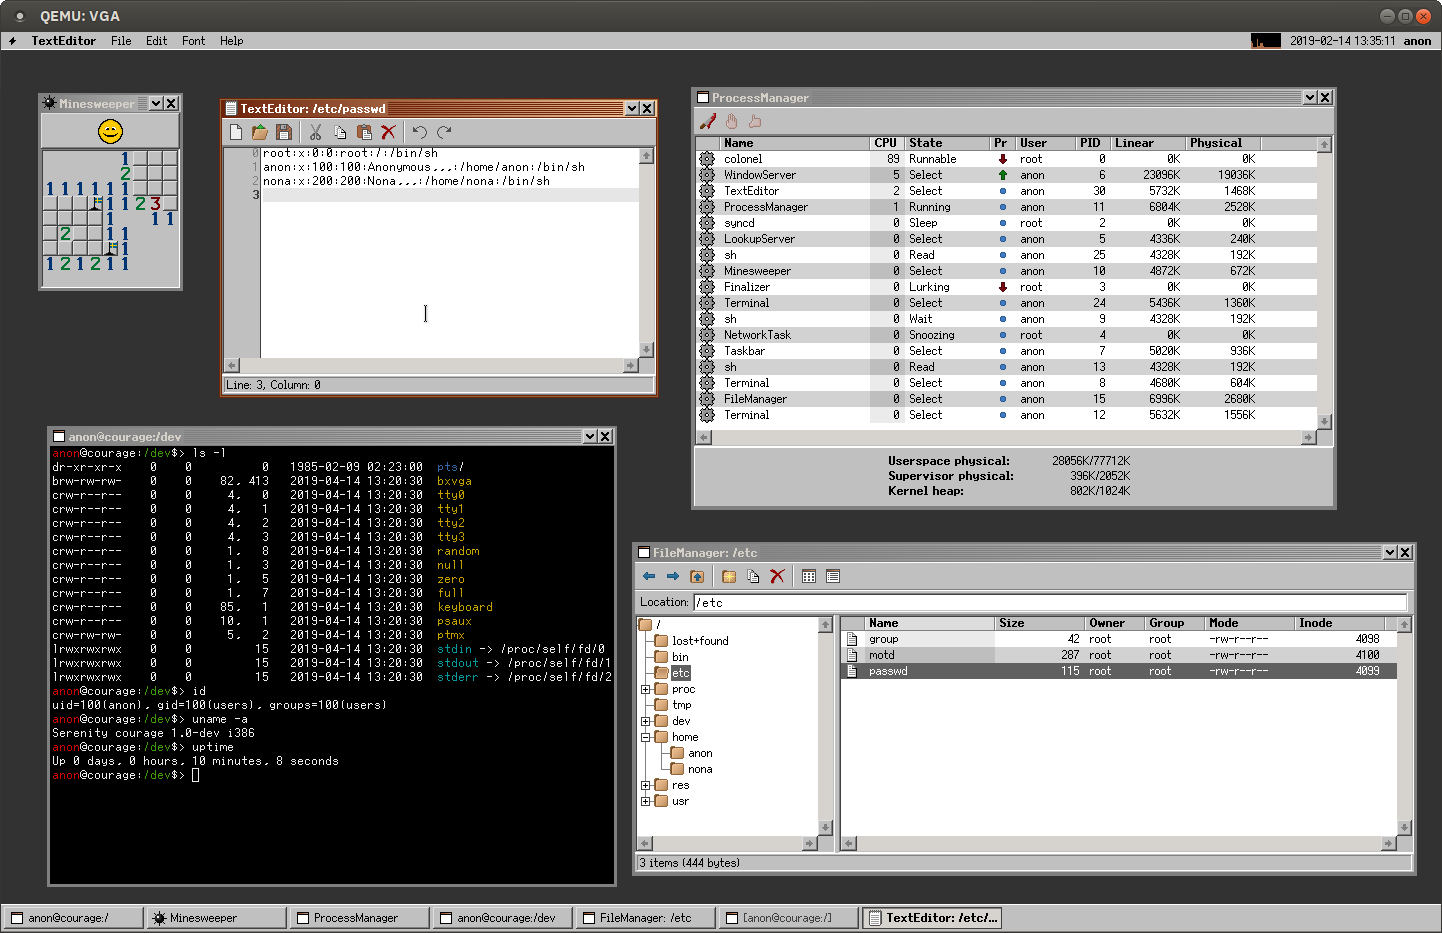 QEMU: VGA
TextEditor File Edit Font Help 2019-02-14 13:35:11 anon
Minesweeper
1
2
1 1 1 1 1 1
1 1 2 3
1 1 1
2 1 1
1
1 2 1 2 1 1
TextEditor: /etc/passwd
0 root:x:0:0:root:/:/bin/sh
1 anon:x:100:100:Anonymous,,,:/home/anon:/bin/sh
2 nona:x:200:200:Nona,,,:/home/nona:/bin/sh
3
Line: 3, Column: 0
ProcessManager
Name CPU State Pr User PID Linear Physical
colonel 89 Runnable root 0 0K 0K
WindowServer 5 Select anon 6 23096K 19036K
TextEditor 2 Select anon 30 5732K 1468K
ProcessManager 1 Running anon 11 6804K 2528K
syncd 0 Sleep root 2 0K 0K
LookupServer 0 Select anon 5 4336K 240K
sh 0 Read anon 25 4328K 192K
Minesweeper 0 Select anon 10 4872K 672K
Finalizer 0 Lurking root 3 0K 0K
Terminal 0 Select anon 24 5436K 1360K
sh 0 Wait anon 9 4328K 192K
NetworkTask 0 Snoozing root 4 0K 0K
Taskbar 0 Select anon 7 5020K 936K
sh 0 Read anon 13 4328K 192K
Terminal 0 Select anon 8 4680K 604K
FileManager 0 Select anon 15 6996K 2680K
Terminal 0 Select anon 12 5632K 1556K
Userspace physical: 28056K/77712K
Supervisor physical: 396K/2052K
Kernel heap: 802K/1024K
anon@courage:/dev
anon@courage:/dev$> ls -l
dr-xr-xr-x 0 0 0 1985-02-09 02:23:00 pts/
brw-rw-rw- 0 0 82, 413 2019-04-14 13:20:30 bxvga
crw-r--r-- 0 0 4, 0 2019-04-14 13:20:30 tty0
crw-r--r-- 0 0 4, 1 2019-04-14 13:20:30 tty1
crw-r--r-- 0 0 4, 2 2019-04-14 13:20:30 tty2
crw-r--r-- 0 0 4, 3 2019-04-14 13:20:30 tty3
crw-r--r-- 0 0 1, 8 2019-04-14 13:20:30 random
crw-r--r-- 0 0 1, 3 2019-04-14 13:20:30 null
crw-r--r-- 0 0 1, 5 2019-04-14 13:20:30 zero
crw-r--r-- 0 0 1, 7 2019-04-14 13:20:30 full
crw-r--r-- 0 0 85, 1 2019-04-14 13:20:30 keyboard
crw-r--r-- 0 0 10, 1 2019-04-14 13:20:30 psaux
crw-rw-rw- 0 0 5, 2 2019-04-14 13:20:30 ptmx
lrwxrwxrwx 0 0 15 2019-04-14 13:20:30 stdin -> /proc/self/fd/0
lrwxrwxrwx 0 0 15 2019-04-14 13:20:30 stdout -> /proc/self/fd/1
lrwxrwxrwx 0 0 15 2019-04-14 13:20:30 stderr -> /proc/self/fd/2
anon@courage:/dev$> id
uid=100(anon), gid=100(users), groups=100(users)
anon@courage:/dev$> uname -a
Serenity courage 1.0-dev i386
anon@courage:/dev$> uptime
Up 0 days, 0 hours, 10 minutes, 8 seconds
anon@courage:/dev$>
FileManager: /etc
Location: /etc
/
lost+found
bin
etc
proc
tmp
dev
home
anon
nona
res
usr
Name Size Owner Group Mode Inode
group 42 root root -rw-r--r-- 4098
motd 287 root root -rw-r--r-- 4100
passwd 115 root root -rw-r--r-- 4099
3 items (444 bytes)
anon@courage:/ Minesweeper ProcessManager anon@courage:/dev FileManager: /etc [anon@courage:/] TextEditor: /etc/...